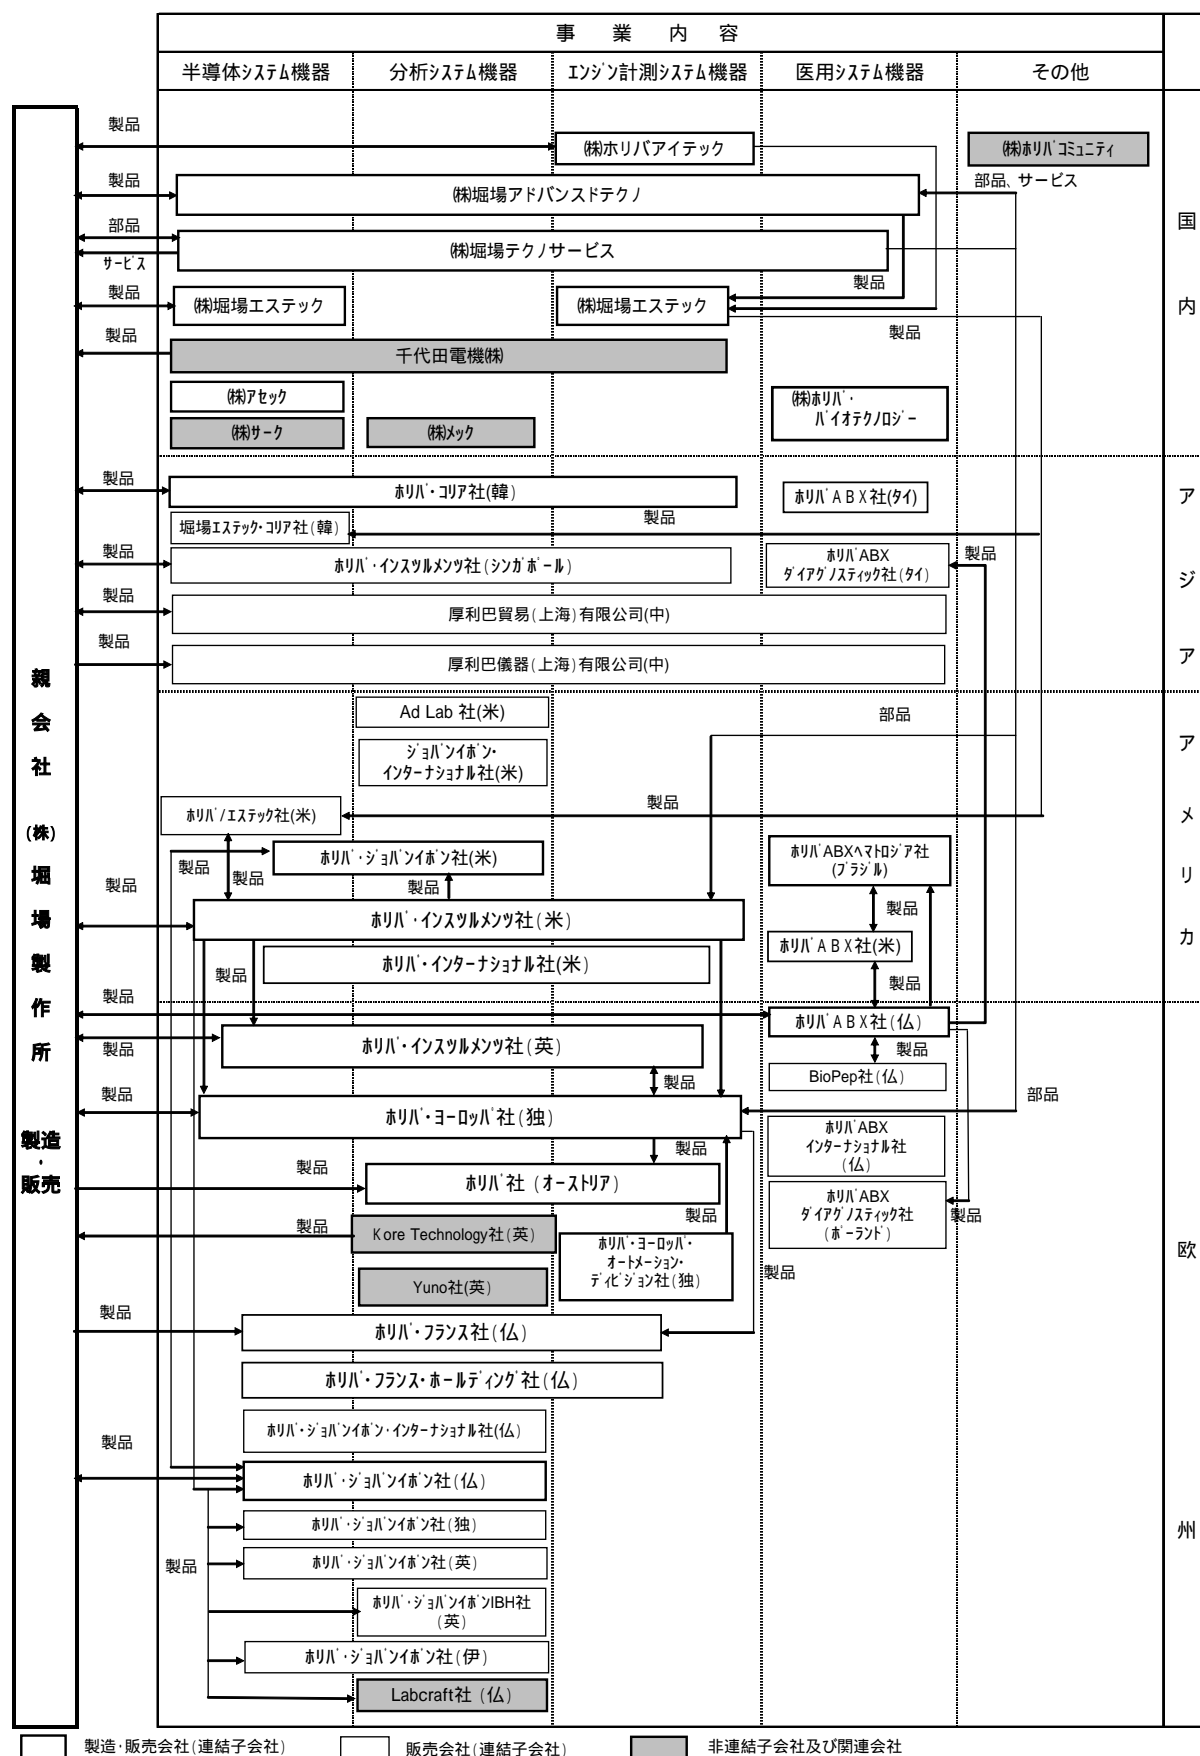 事 業 内 容
半導体ｼｽﾃﾑ機器
分析ｼｽﾃﾑ機器
ｴﾝｼﾞﾝ計測ｼｽﾃﾑ機器
医用ｼｽﾃﾑ機器
その他
製品
㈱ホリバアイテック
㈱ﾎﾘﾊﾞｺﾐｭﾆﾃｨ
製品
㈱堀場アドバンスドテクノ
部品、サービス
部品
㈱堀場テクノサービス
ｻｰﾋﾞｽ
製品
製品
㈱堀場エステック
㈱堀場エステック
製品
製品
千代田電機㈱
㈱アセック
㈱ﾎﾘﾊﾞ･
ﾊﾞｲｵﾃｸﾉﾛｼﾞｰ
㈱サーク
㈱メック
国
内
製品
ﾎﾘﾊﾞ・ｺﾘｱ社(韓)
ﾎﾘﾊﾞＡＢＸ社(ﾀｲ)
堀場ｴｽﾃｯｸ･ｺﾘｱ社(韓)
製品
製品
ﾎﾘﾊﾞ･ｲﾝｽﾂﾙﾒﾝﾂ社(ｼﾝｶﾞﾎﾟｰﾙ)
ﾎﾘﾊﾞABX
ﾀﾞｲｱｸﾞﾉｽﾃｨｯｸ社(ﾀｲ)
製品
製品
厚利巴貿易(上海)有限公司(中)
製品
厚利巴儀器(上海)有限公司(中)
ア
ジ
ア
親
会
社
(株)
堀
場
製
作
所
製造
・
販売
Ad Lab 社(米)
部品
ｼﾞｮﾊﾞﾝｲﾎﾞﾝ･
ｲﾝﾀｰﾅｼｮﾅﾙ社(米)
ﾎﾘﾊﾞ/ｴｽﾃｯｸ社(米)
製品
製品
ﾎﾘﾊﾞ･ｼﾞｮﾊﾞﾝｲﾎﾞﾝ社(米)
ﾎﾘﾊﾞABXﾍﾏﾄﾛｼﾞｱ社
(ﾌﾞﾗｼﾞﾙ)
製品
製品
製品
製品
ﾎﾘﾊﾞ･ｲﾝｽﾂﾙﾒﾝﾂ社(米)
ﾎﾘﾊﾞＡＢＸ社(米)
ﾎﾘﾊﾞ･ｲﾝﾀｰﾅｼｮﾅﾙ社(米)
製品
製品
ア
メ
リ
カ
製品
ﾎﾘﾊﾞＡＢＸ社(仏)
製品
ﾎﾘﾊﾞ･ｲﾝｽﾂﾙﾒﾝﾂ社(英)
製品
BioPep社(仏)
製品
製品
ﾎﾘﾊﾞ･ﾖｰﾛｯﾊﾟ社(独)
部品
ﾎﾘﾊﾞABX
ｲﾝﾀｰﾅｼｮﾅﾙ社
(仏)
製品
製品
ﾎﾘﾊﾞ社 (ｵｰｽﾄﾘｱ)
ﾎﾘﾊﾞABX
ﾀﾞｲｱｸﾞﾉｽﾃｨｯｸ社
(ﾎﾟｰﾗﾝﾄﾞ)
製品
製品
Kore Technology社(英)
製品
ﾎﾘﾊﾞ･ﾖｰﾛｯﾊﾟ･
ｵｰﾄﾒｰｼｮﾝ･
ﾃﾞｨﾋﾞｼﾞｮﾝ社(独)
製品
Yuno社(英)
製品
ﾎﾘﾊﾞ･ﾌﾗﾝｽ社(仏)
ﾎﾘﾊﾞ･ﾌﾗﾝｽ･ﾎｰﾙﾃﾞｨﾝｸﾞ社(仏)
ﾎﾘﾊﾞ･ｼﾞｮﾊﾞﾝｲﾎﾞﾝ･ｲﾝﾀｰﾅｼｮﾅﾙ社(仏)
製品
ﾎﾘﾊﾞ･ｼﾞｮﾊﾞﾝｲﾎﾞﾝ社(仏)
ﾎﾘﾊﾞ･ｼﾞｮﾊﾞﾝｲﾎﾞﾝ社(独)
製品
ﾎﾘﾊﾞ･ｼﾞｮﾊﾞﾝｲﾎﾞﾝ社(英)
ﾎﾘﾊﾞ･ｼﾞｮﾊﾞﾝｲﾎﾞﾝIBH社
(英)
ﾎﾘﾊﾞ･ｼﾞｮﾊﾞﾝｲﾎﾞﾝ社(伊)
Labcraft社 (仏)
欧
州
製造･販売会社(連結子会社)
販売会社(連結子会社)
非連結子会社及び関連会社